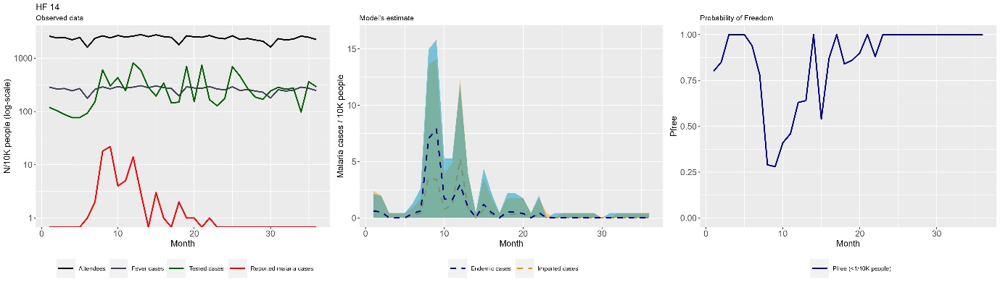 HF 14
Observed data
N/10K people (log-scale)
1000
100
10
1
0
10
20
30
Month
Attendees
Fever cases
Tested cases
Reported malaria cases
Model's estimate
Malaria cases / 10K people
15
10
5
0
0
10
20
30
Month
Endemic cases
Imported cases
Probability of Freedom
Pfree
1.00
0.75
0.50
0.25
0.00
0
10
20
30
Month
Pfree (<1/10K people)